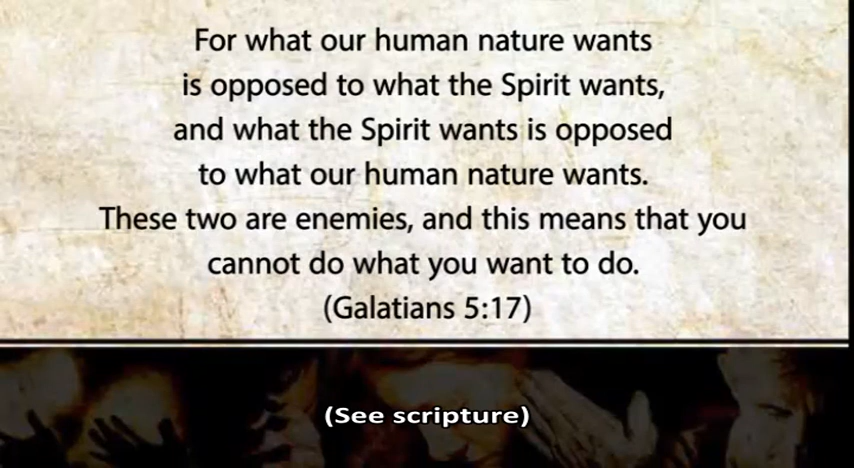 For what our human nature wants
is opposed to what the Spirit wants,
and what the Spirit wants is opposed
to what our human nature wants.
These two are enemies, and this means that you
cannot do what you want to do.
(Galatians 5:17)
(See scripture)